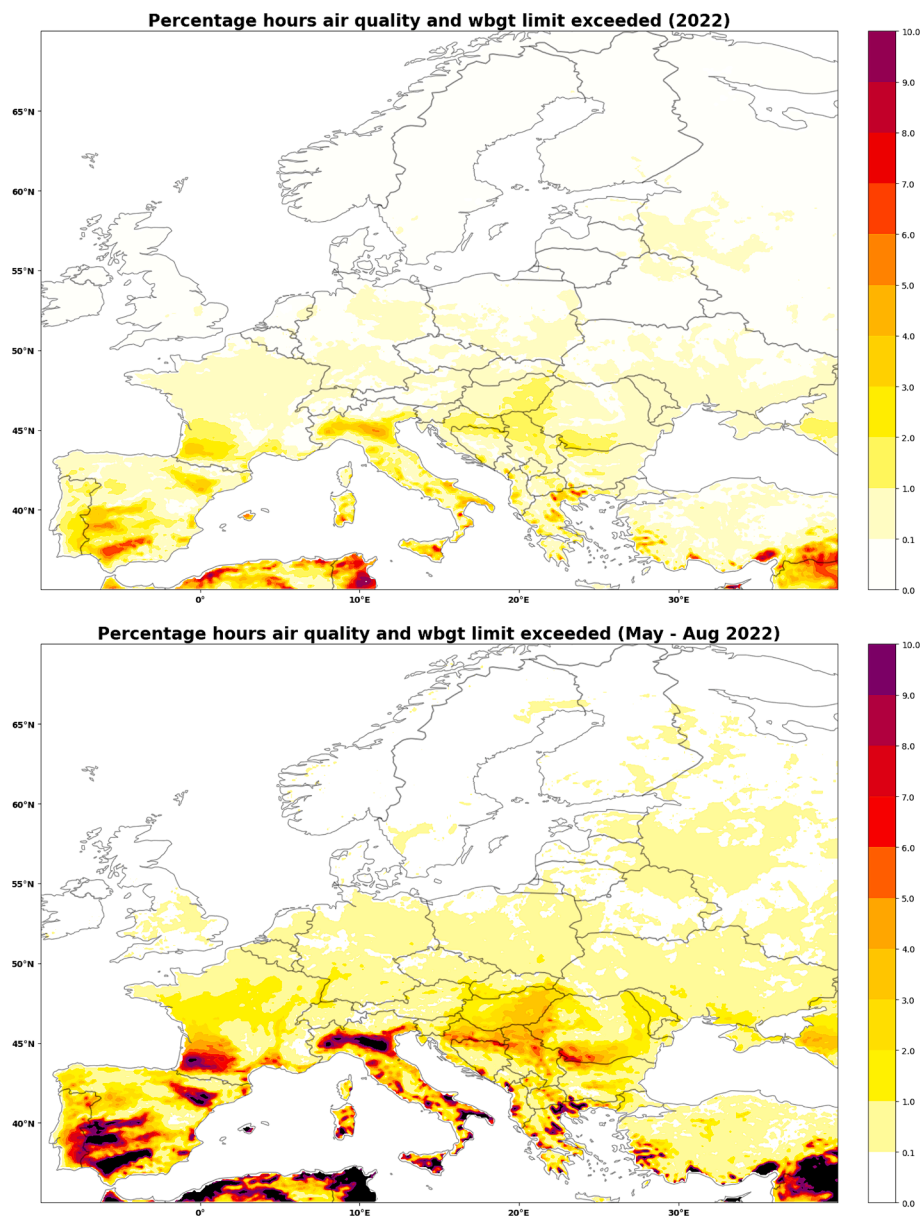 Percentage hours air quality and wbgt limit exceeded (2022)
10.0
9.0
8.0
7.0
6.0
5.0
4.0
3.0
2.0
1.0
0.1
0.0
65°N
60°N
55°N
50°N
45°N
40°N
0°
10°E
20°E
30°E
Percentage hours air quality and wbgt limit exceeded (May - Aug 2022)
10.0
9.0
8.0
7.0
6.0
5.0
4.0
3.0
2.0
1.0
0.1
0.0
65°N
60°N
55°N
50°N
45°N
40°N
0°
10°E
20°E
30°E